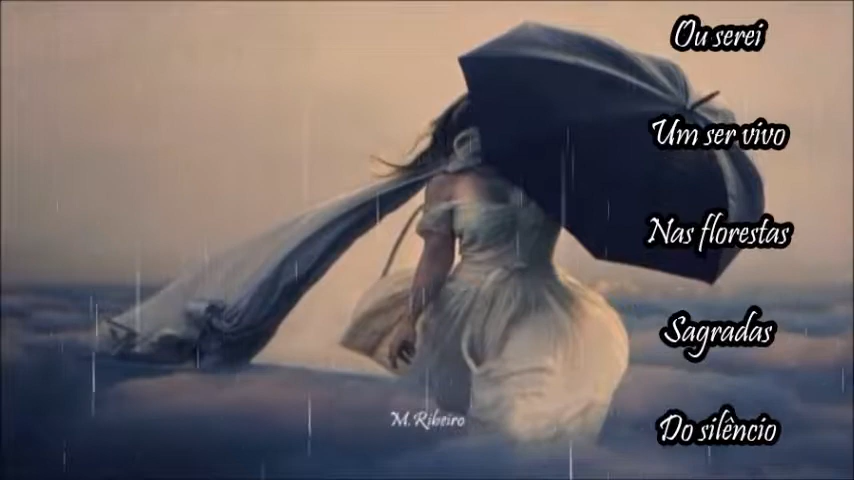 Ou serei
Um ser vivo
Nas florestas
Sagradas
Do silêncio
M. Ribeiro